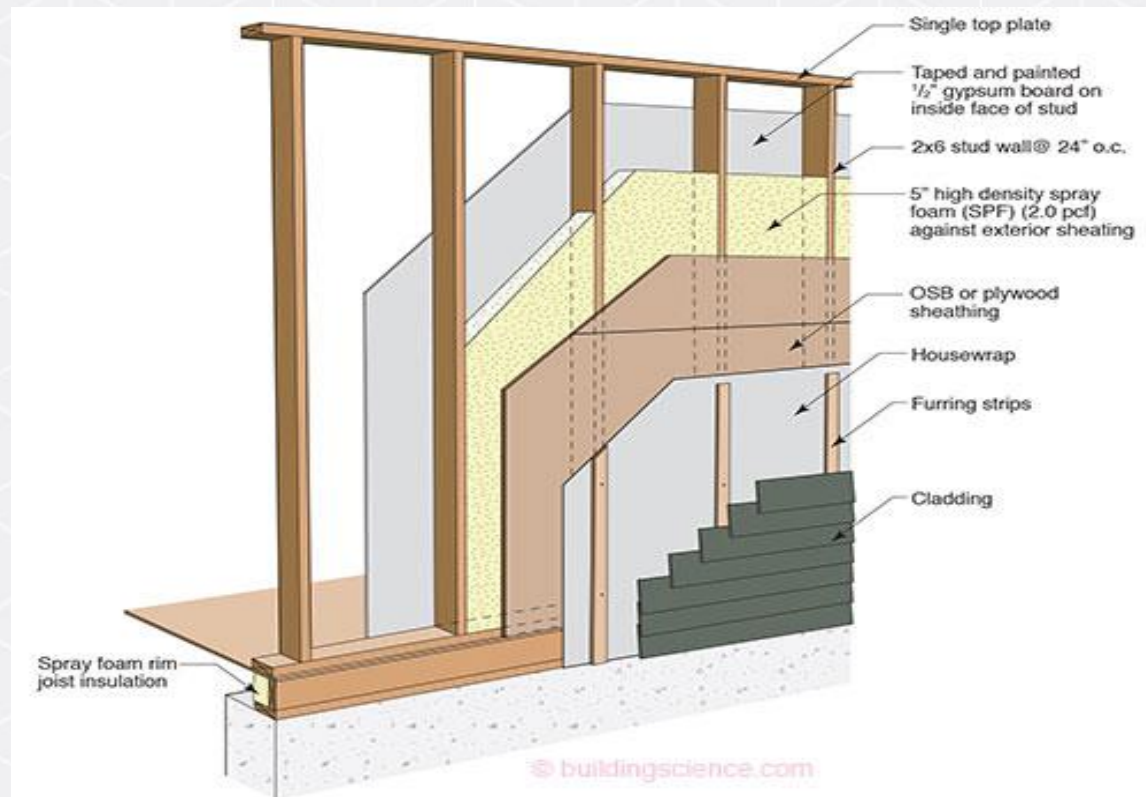 Single top plate
Taped and painted
½" gypsum board on
inside face of stud
2x6 stud wall@ 24" o.c.
5" high density spray
foam (SPF) (2.0 pcf)
against exterior sheating
OSB or plywood
sheathing
Housewrap
Furring strips
Cladding
Spray foam rim
joist insulation
© buildingscience.com